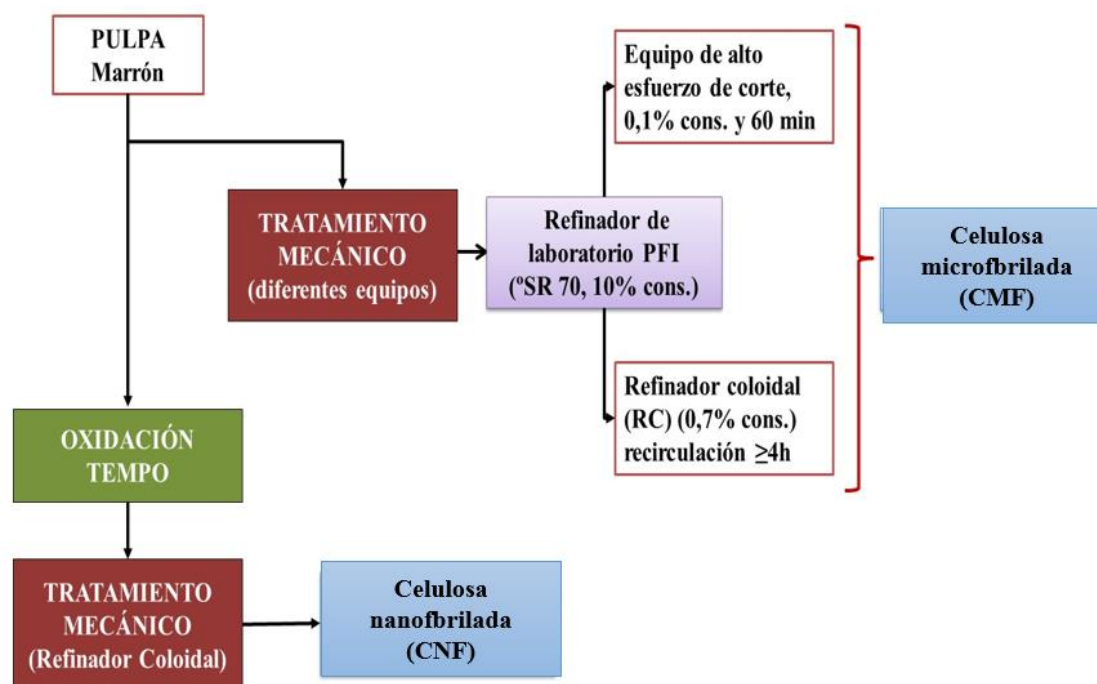 PULPA
Marrón
Equipo de alto
esfuerzo de corte,
0,1% cons. y 60 min
TRATAMIENTO
MECÁNICO
(diferentes equipos)
Refinador de
laboratorio PFI
(ºSR 70, 10% cons.)
Celulosa
microfbrilada
(CMF)
Refinador coloidal
(RC) (0,7% cons.)
recirculación ≥4h
OXIDACIÓN
TEMPO
TRATAMIENTO
MECÁNICO
(Refinador Coloidal)
Celulosa
nanofbrilada
(CNF)